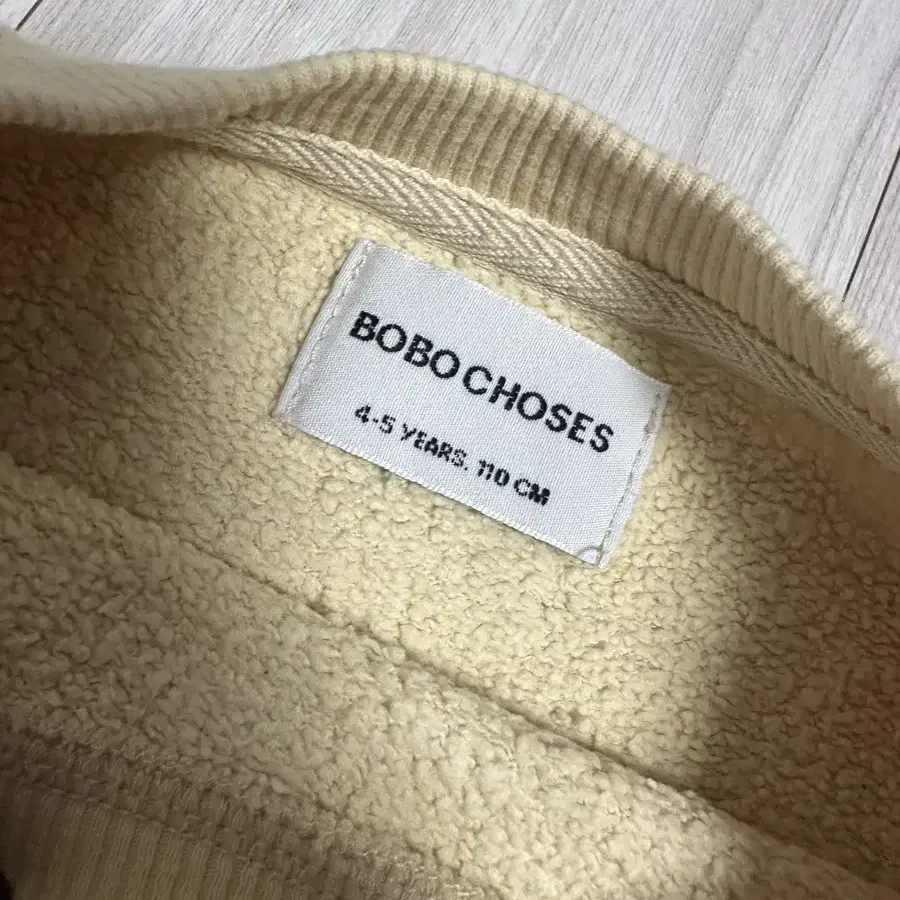 BOBO CHOSES
4-5 YEARS. 110 CM